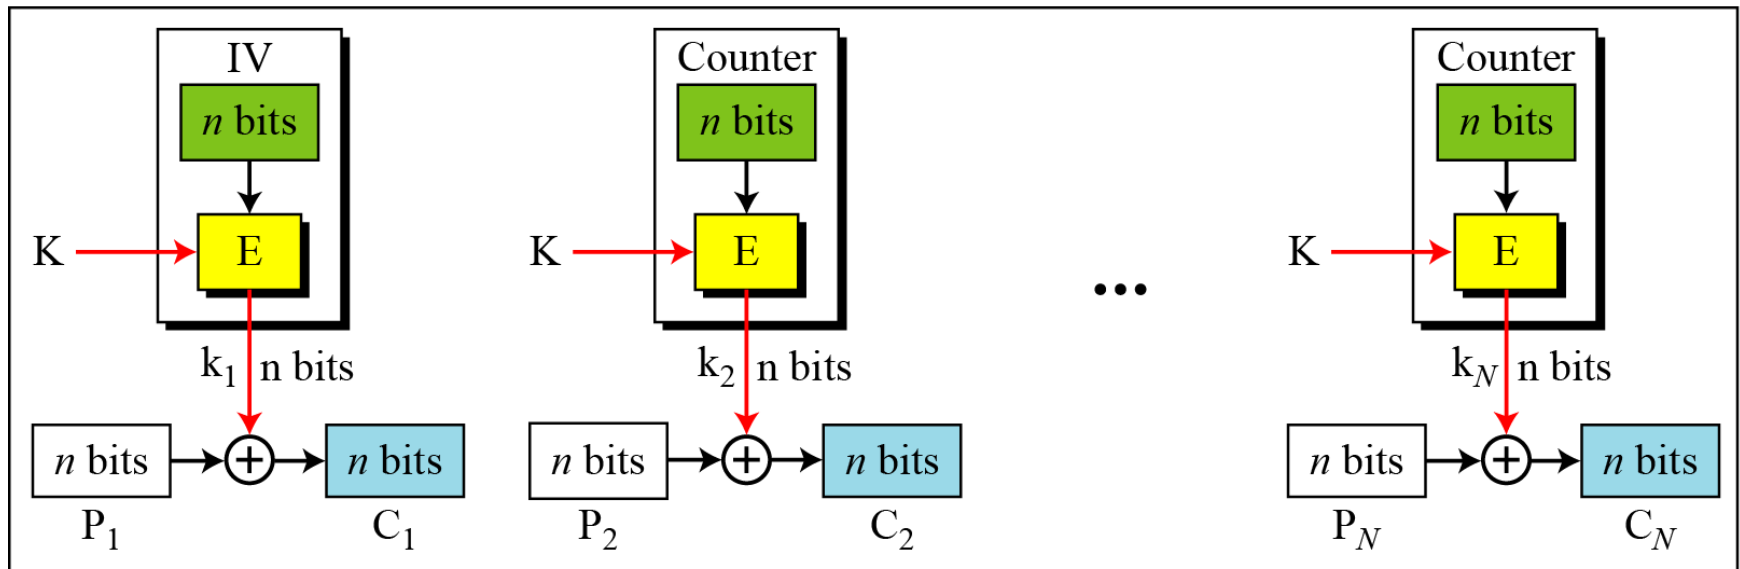 IV Counter Counter
n bits n bits n bits
K E K E ... K E
k1 n bits k2 n bits kN n bits
n bits + n bits n bits + n bits n bits + n bits
P1 C1 P2 C2 PN CN